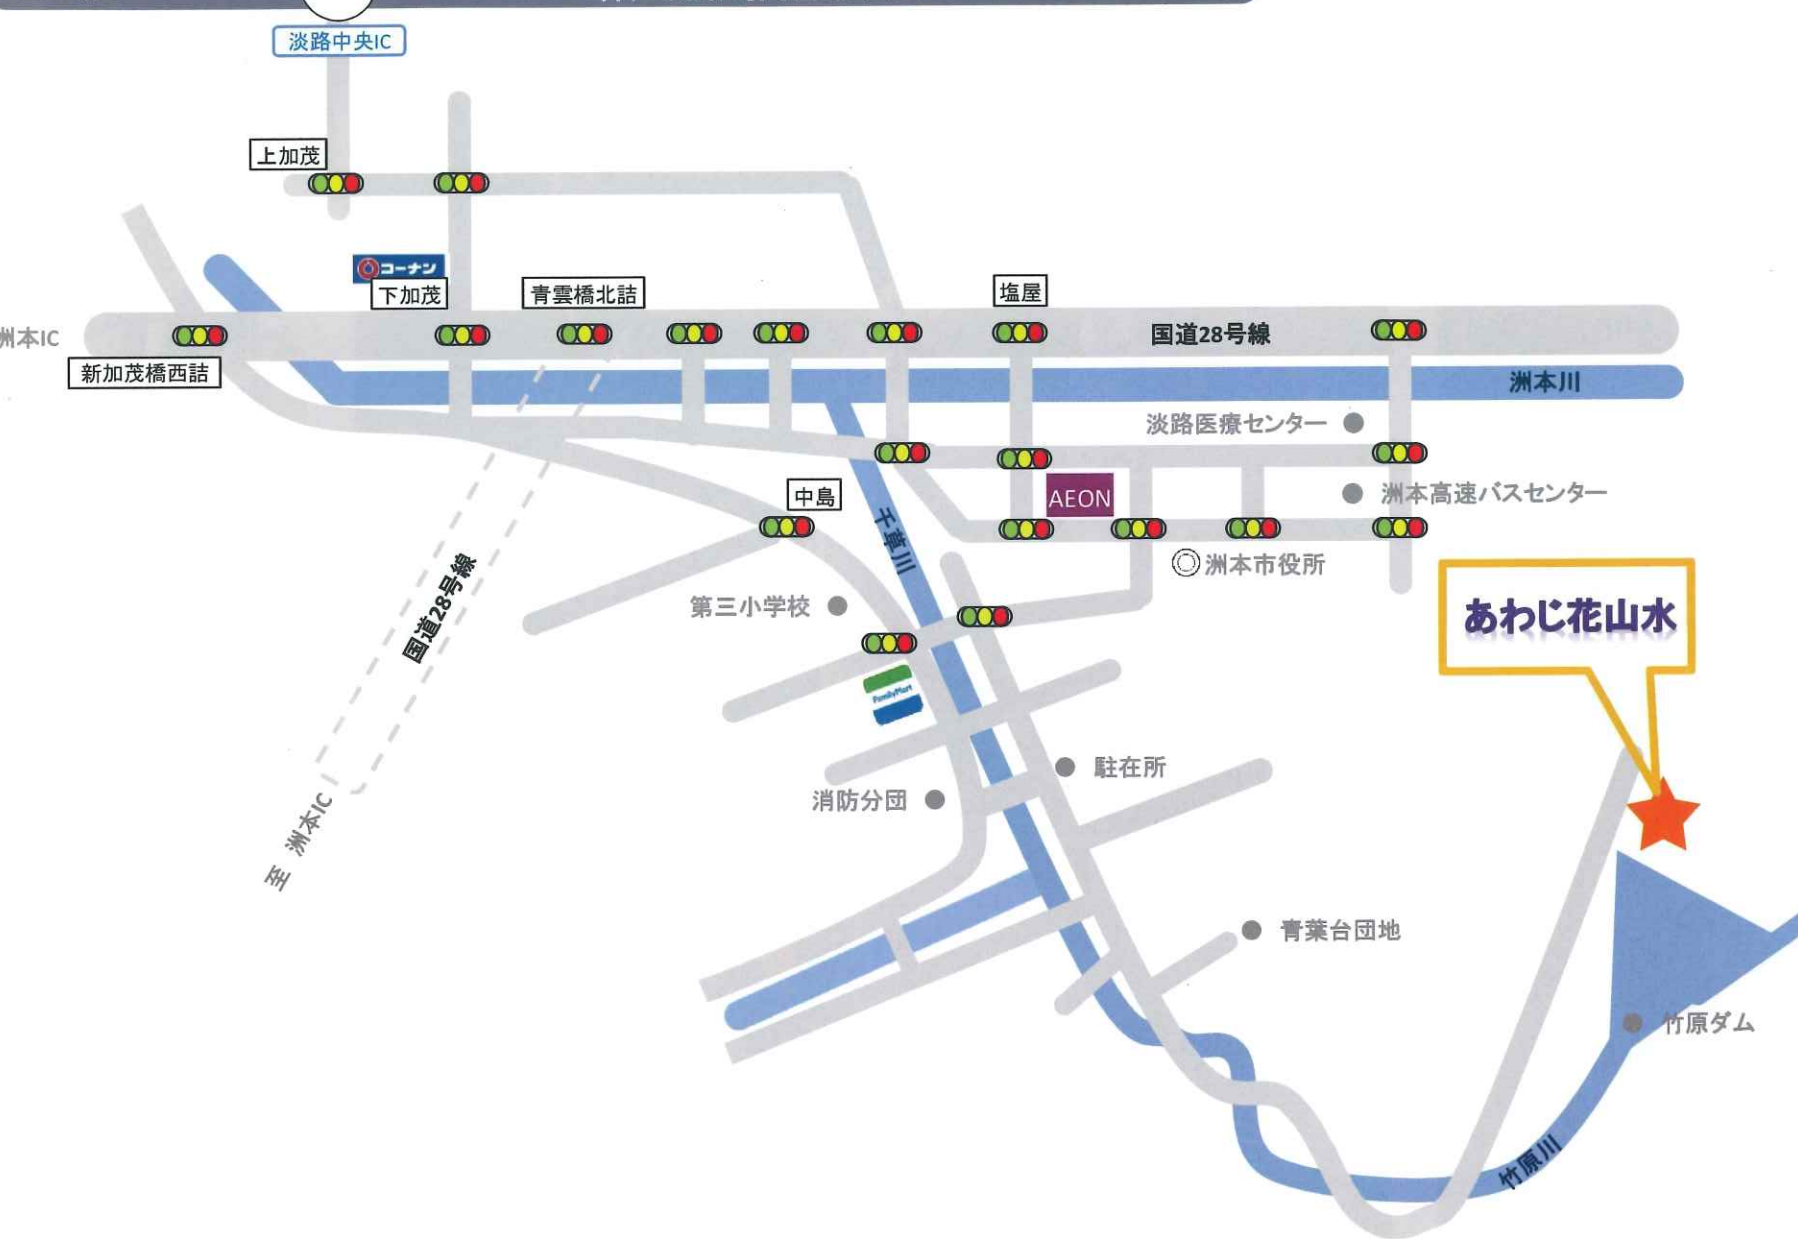 淡路中央IC
上加茂
コーナン
下加茂
青雲橋北詰
塩屋
洲本IC
国道28号線
新加茂橋西詰
洲本川
淡路医療センター
中島
AEON
洲本高速バスセンター
千草川
洲本市役所
国道28号線
第三小学校
あわじ花山水
FamilyMart
駐在所
消防分団
至 洲本IC
青葉台団地
竹原ダム
竹原川